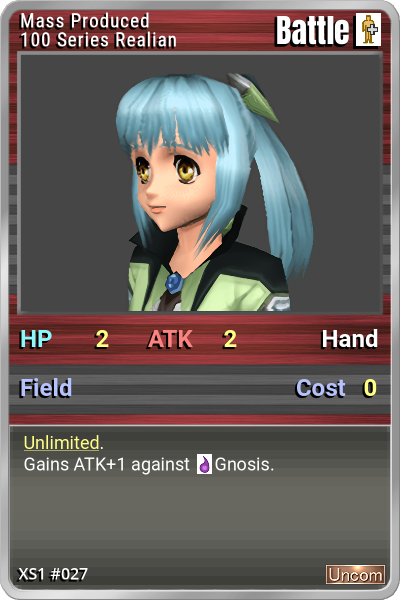 Mass Produced
100 Series Realian
Battle
HP 2 ATK 2 Hand
Field Cost 0
Unlimited.
Gains ATK+1 against Gnosis.
XS1 #027
Uncom